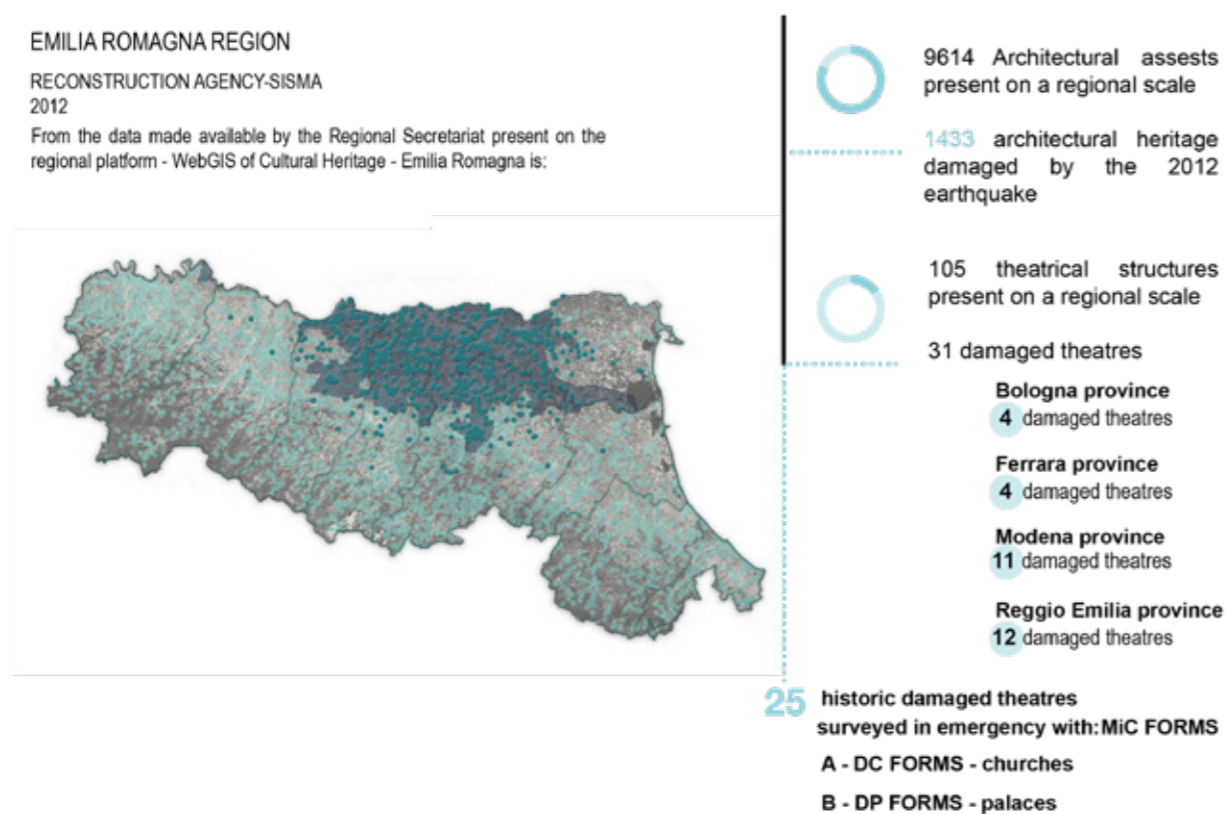 EMILIA ROMAGNA REGION
RECONSTRUCTION AGENCY-SISMA
2012
From the data made available by the Regional Secretariat present on the
regional platform - WebGIS of Cultural Heritage - Emilia Romagna is:
9614 Architectural assests
present on a regional scale
1433 architectural heritage
damaged by the 2012
earthquake
105 theatrical structures
present on a regional scale
31 damaged theatres
Bologna province
4 damaged theatres
Ferrara province
4 damaged theatres
Modena province
11 damaged theatres
Reggio Emilia province
12 damaged theatres
25 historic damaged theatres
surveyed in emergency with:MiC FORMS
A - DC FORMS - churches
B - DP FORMS - palaces